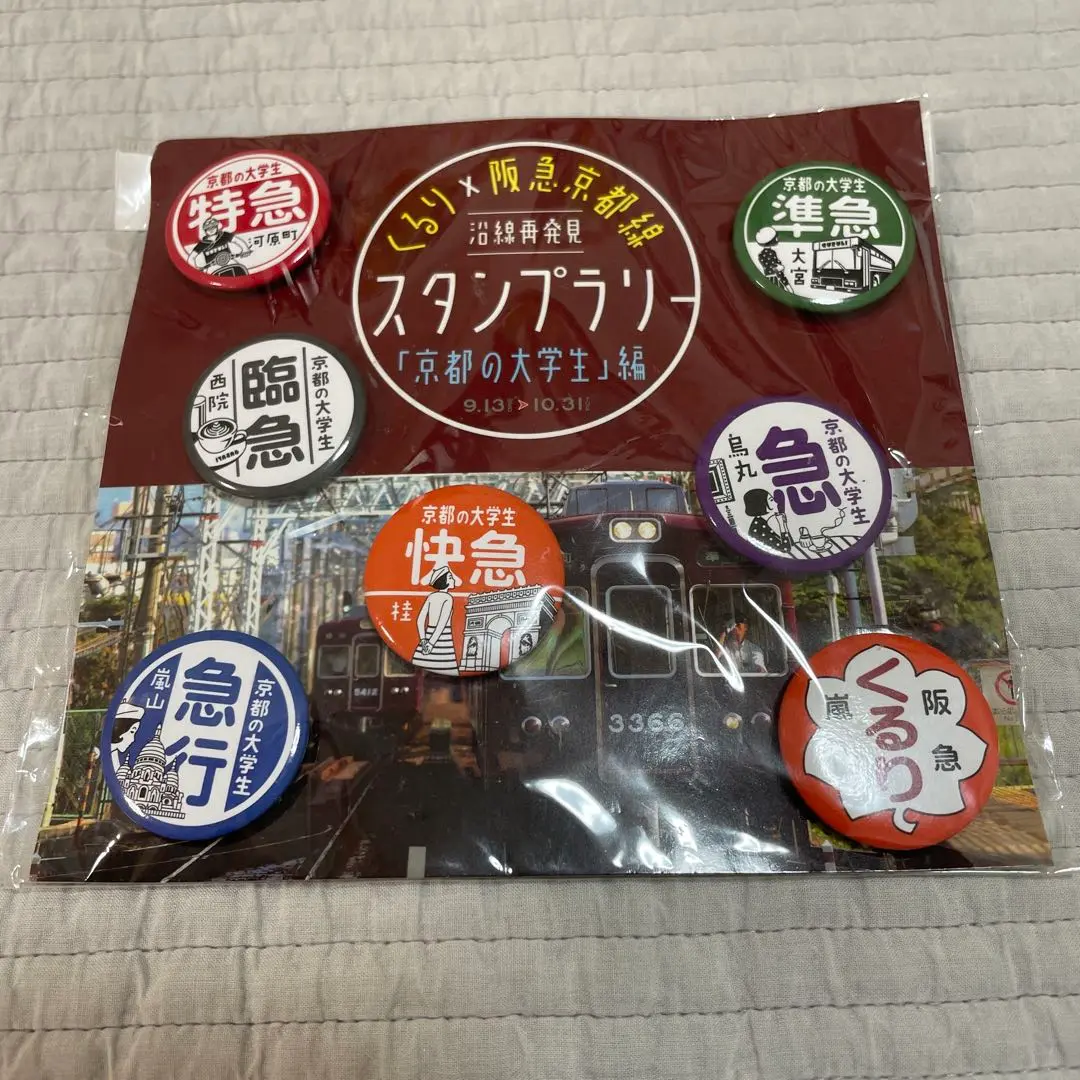 くるり×阪急京都線
沿線再発見
スタンプラリー
「京都の大学生」編
9.13 ➤ 10.31
京都の大学生
特急
河原町
京都の大学生
準急
大宮
京都の大学生
臨急
西院
京都の大学生
急
烏丸
京都の大学生
快急
桂
京都の大学生
急行
嵐山
阪急
くるり
嵐
3366